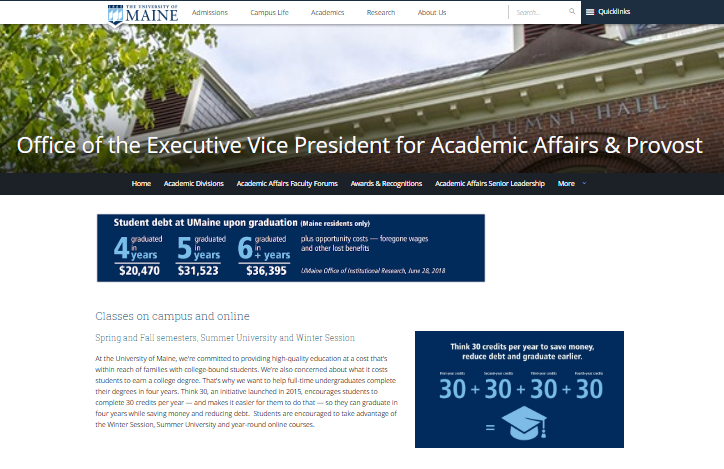 THE UNIVERSITY OF
MAINE
Admissions Campus Life Academics Research About Us Search... Quicklinks
ALUMNI HALL
Office of the Executive Vice President for Academic Affairs & Provost
Home Academic Divisions Academic Affairs Faculty Forums Awards & Recognitions Academic Affairs Senior Leadership More
Student debt at UMaine upon graduation (Maine residents only)
4 graduated in years $20,470
5 graduated in years $31,523
6 graduated in + years $36,395
plus opportunity costs — foregone wages
and other lost benefits
UMaine Office of Institutional Research, June 28, 2018
Classes on campus and online
Spring and Fall semesters, Summer University and Winter Session
At the University of Maine, we're committed to providing high-quality education at a cost that's
within reach of families with college-bound students. We're also concerned about what it costs
students to earn a college degree. That's why we want to help full-time undergraduates complete
their degrees in four years. Think 30, an initiative launched in 2015, encourages students to
complete 30 credits per year — and makes it easier for them to do that — so they can graduate in
four years while saving money and reducing debt. Students are encouraged to take advantage of
the Winter Session, Summer University and year-round online courses.
Think 30 credits per year to save money,
reduce debt and graduate earlier.
First-year credits Second-year credits Third-year credits Fourth-year credits
30 + 30 + 30 + 30
=